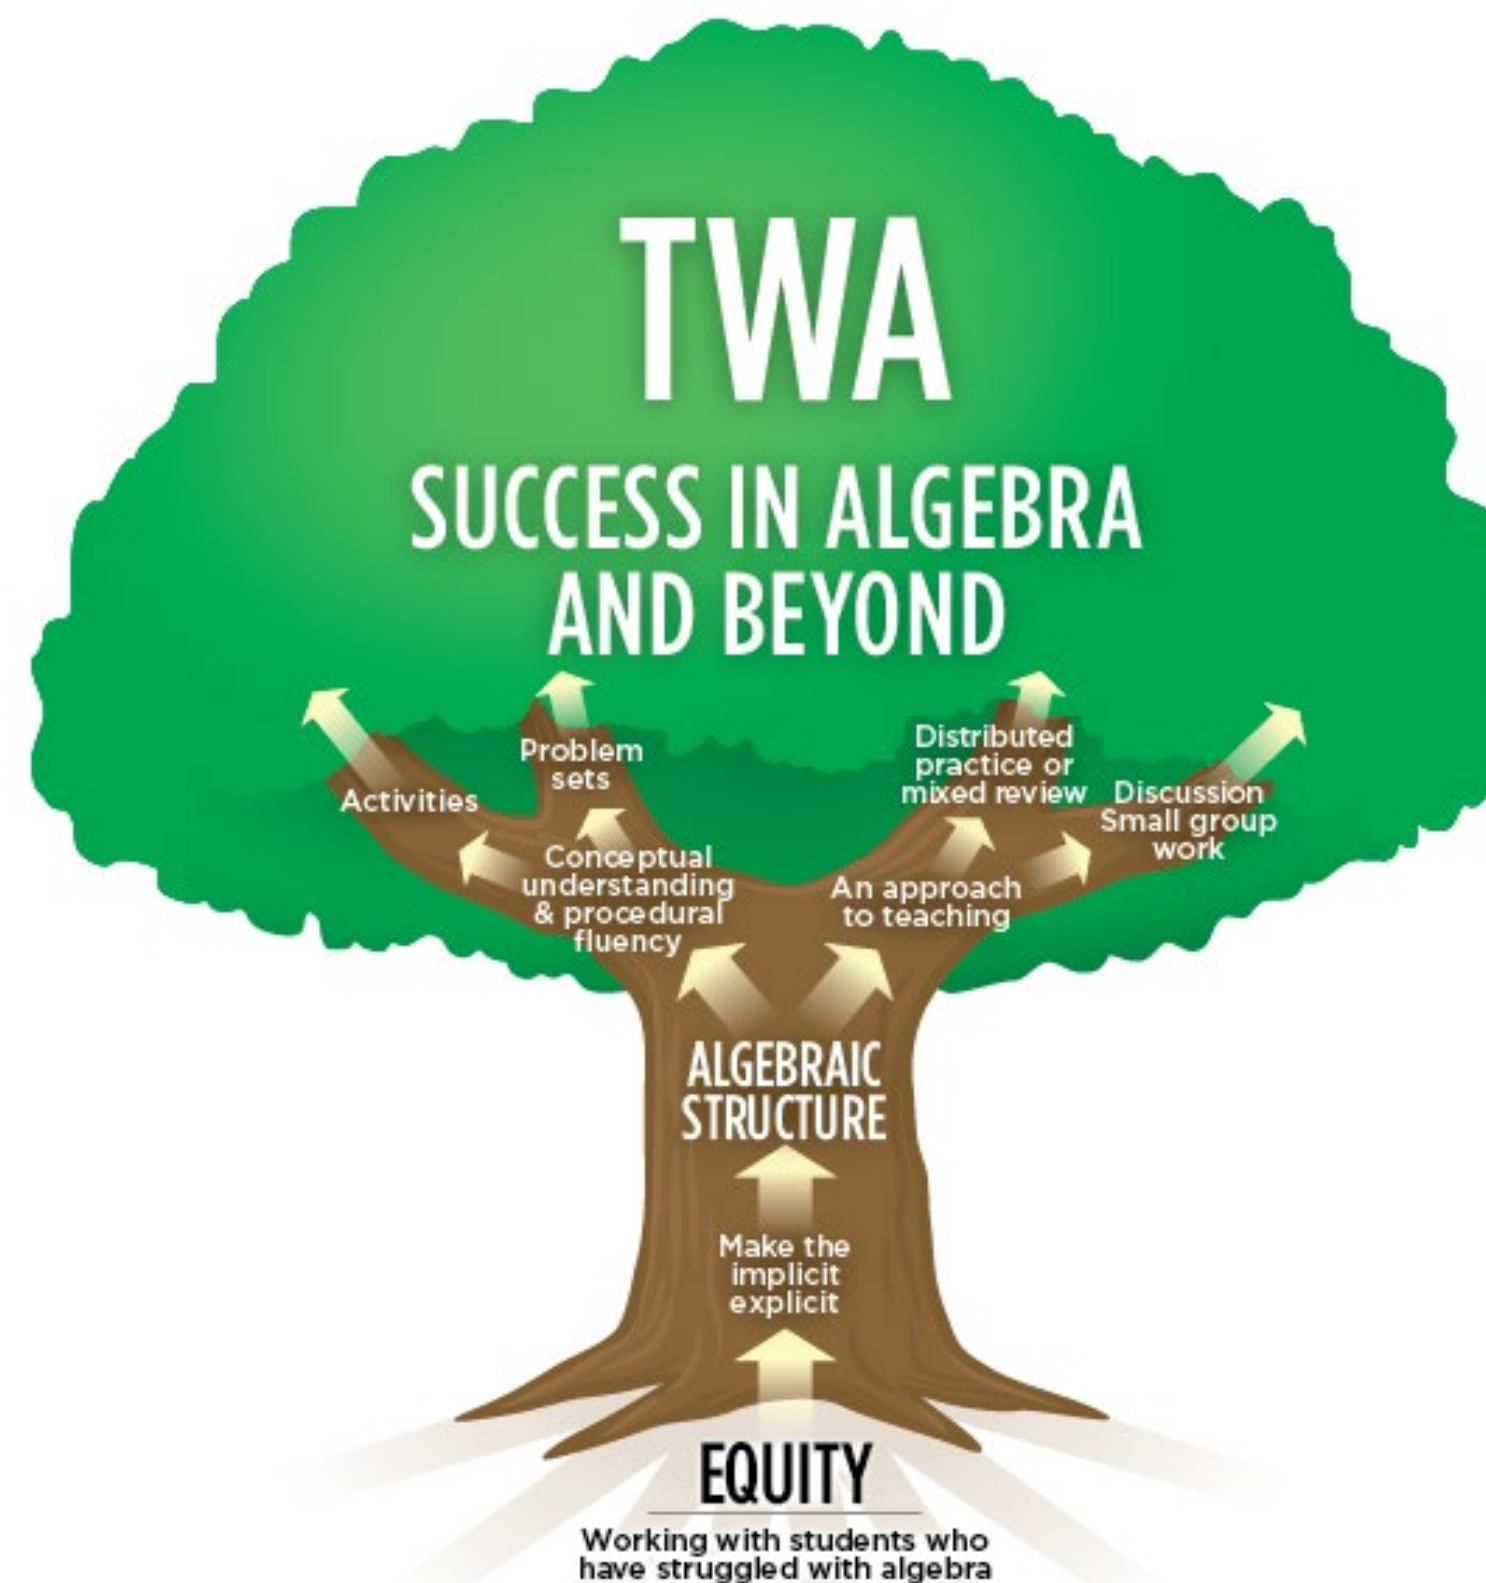 TWA
SUCCESS IN ALGEBRA
AND BEYOND
Activities
Problem
sets
Conceptual
understanding
& procedural
fluency
Distributed
practice or
mixed review
Discussion
Small group
work
An approach
to teaching
ALGEBRAIC
STRUCTURE
Make the
implicit
explicit
EQUITY
Working with students who
have struggled with algebra